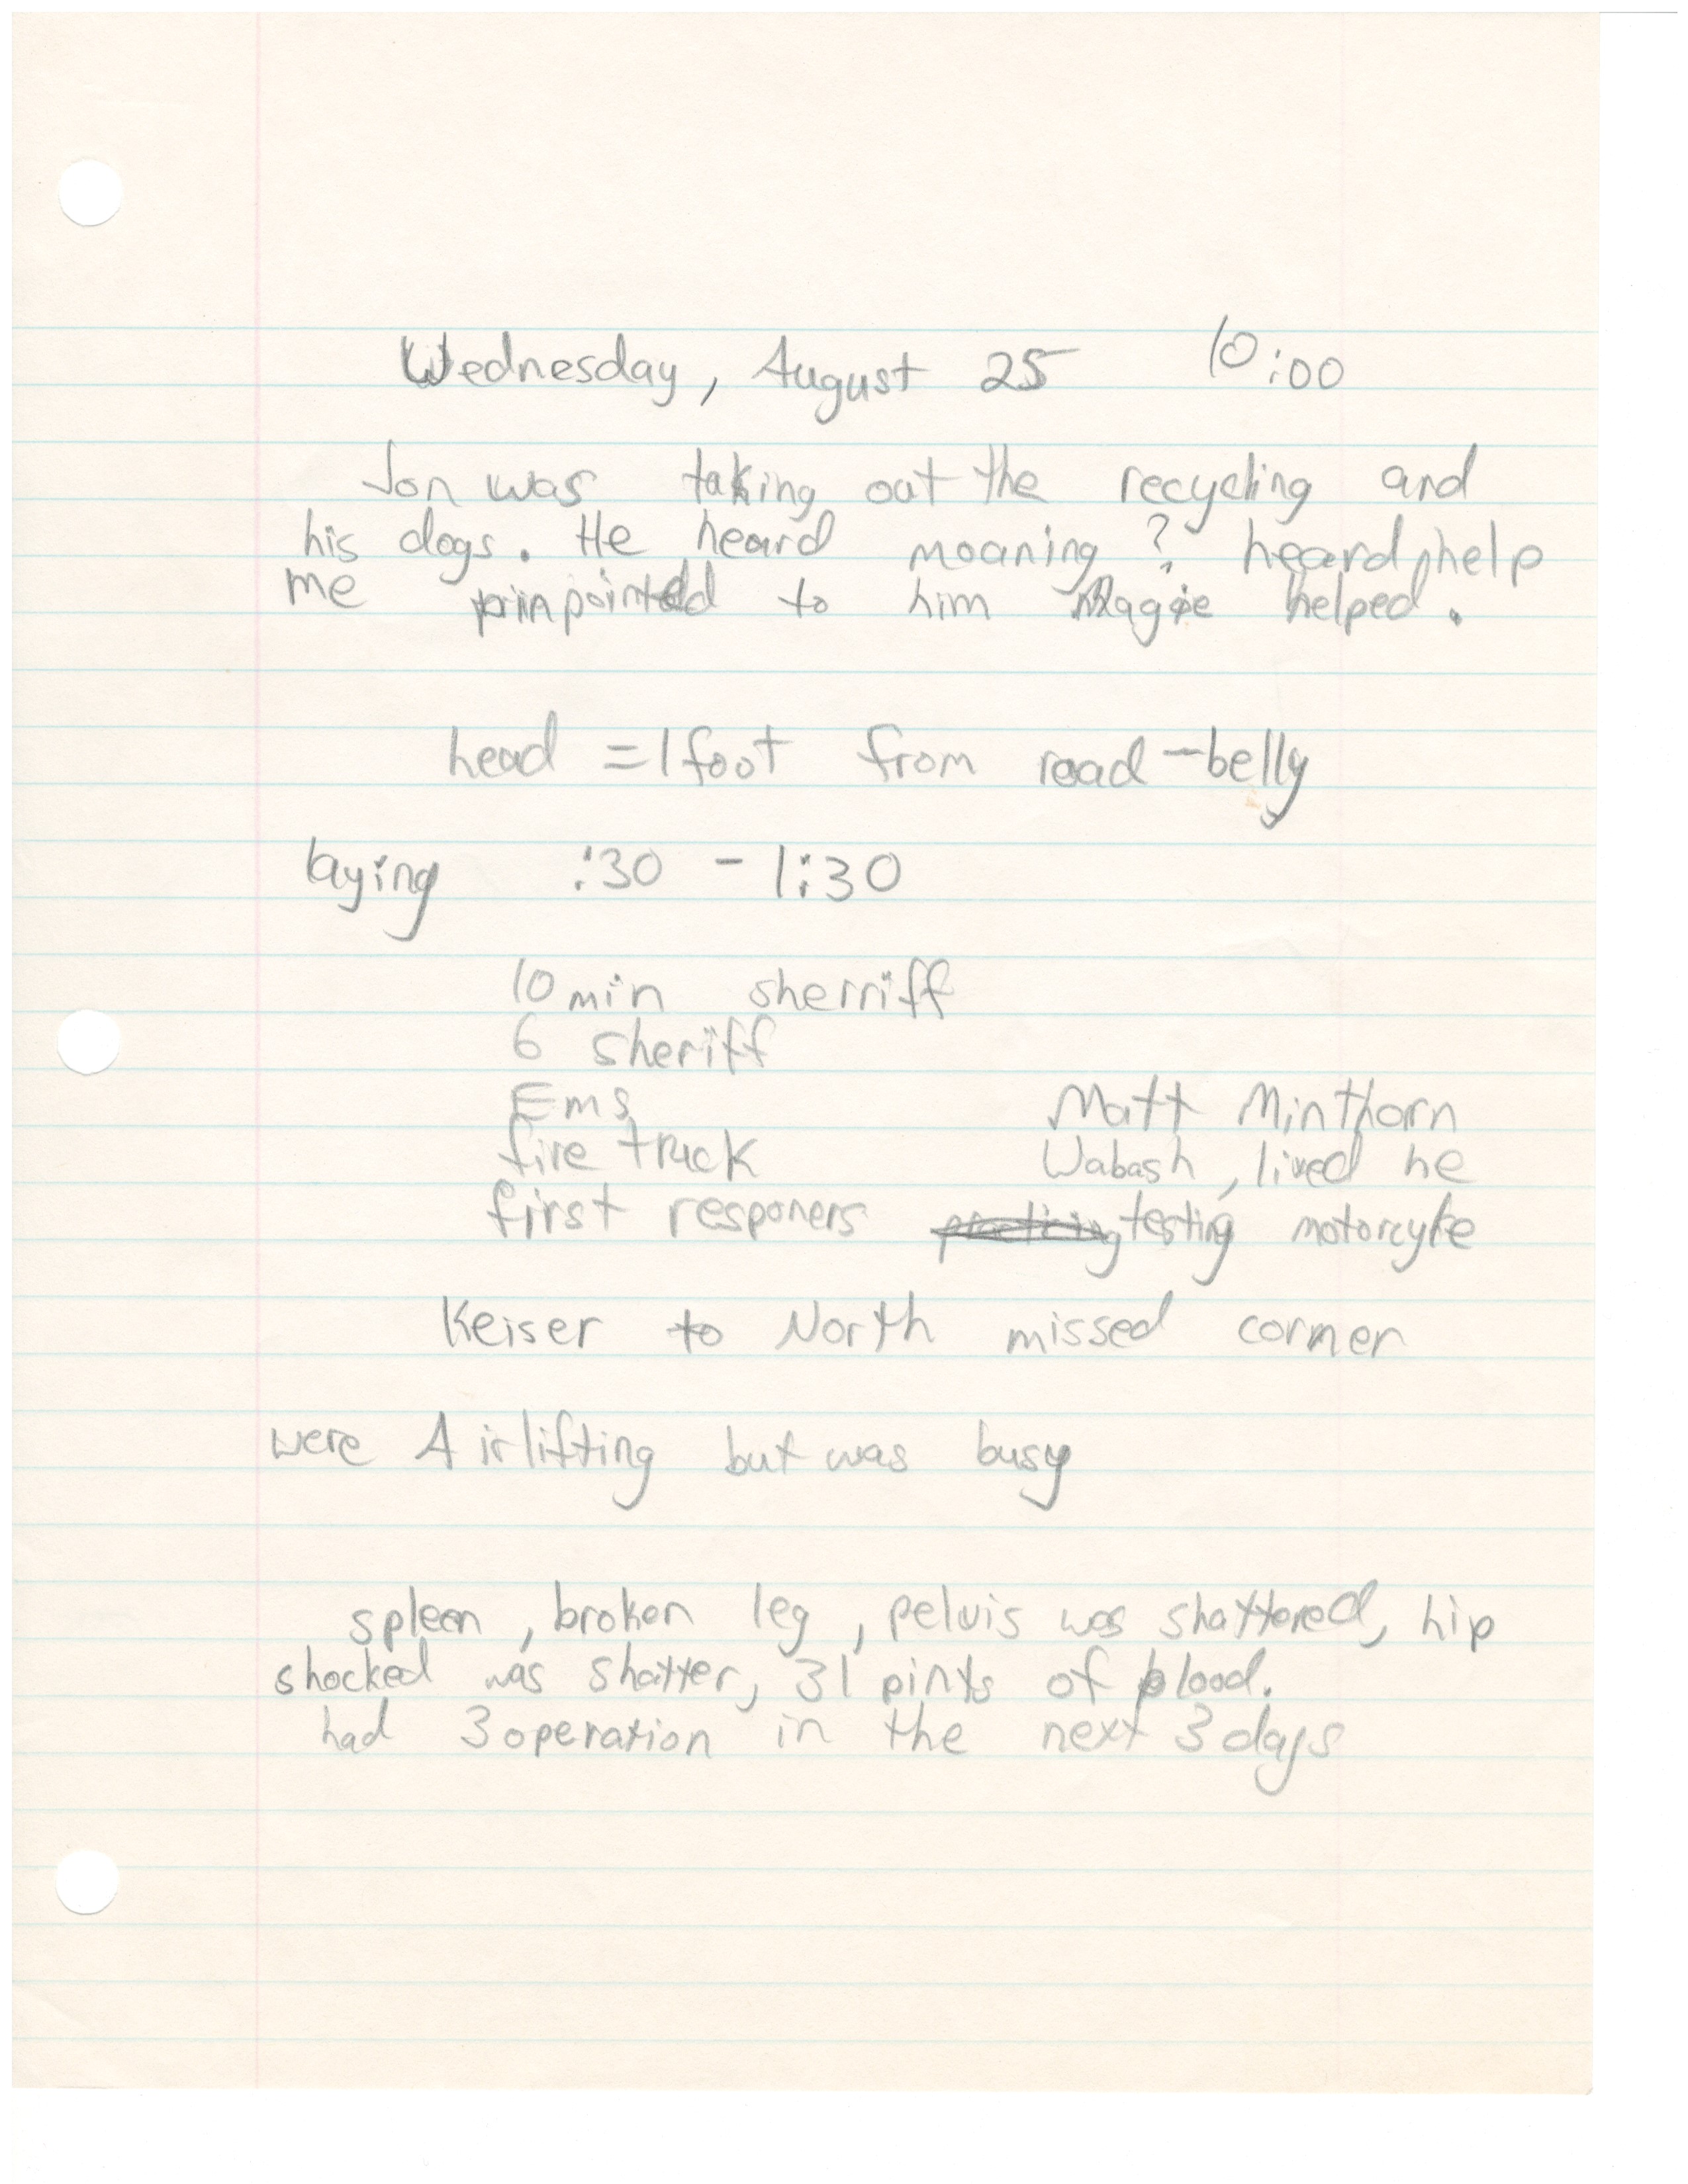 Wednesday, August 25 10:00
Jon was taking out the recycling and
his dogs. He heard moaning ? heard, help
me pinpointed to him Magie helped.
head = 1 foot from road - belly
laying :30 - 1:30
10 min sherriff
6 sheriff
Ems
fire truck
first responers
Matt Minthorn
Wabash, lived he
testing motorcyke
Keiser to North missed corner
were Airlifting but was busy
spleen, broken leg, pelvis was shattered, hip
shocked was shatter, 31 pints of blood.
had 3 operation in the next 3 days